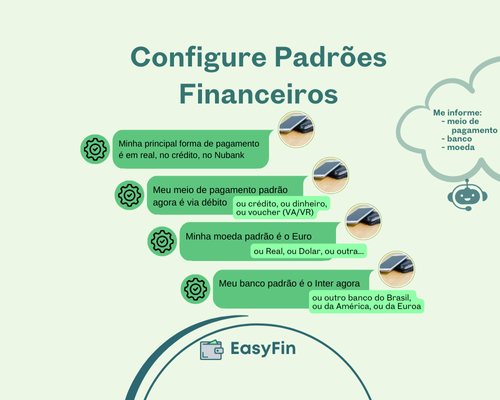 Configure Padrões
Financeiros
Me informe:
- meio de
pagamento
- banco
- moeda
Minha principal forma de pagamento
é em real, no crédito, no Nubank
Meu meio de pagamento padrão
agora é via débito
ou crédito, ou dinheiro,
ou voucher (VA/VR)
Minha moeda padrão é o Euro
ou Real, ou Dolar, ou outra...
Meu banco padrão é o Inter agora
ou outro banco do Brasil,
ou da América, ou da Euroa
EasyFin